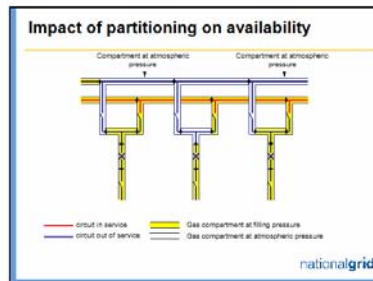 Impact of partitioning on availability
Compartment at atmospheric
pressure
Compartment at atmospheric
pressure
circuit in service
Gas compartment at filling pressure
circuit out of service
Gas compartment at atmospheric pressure
nationalgrid